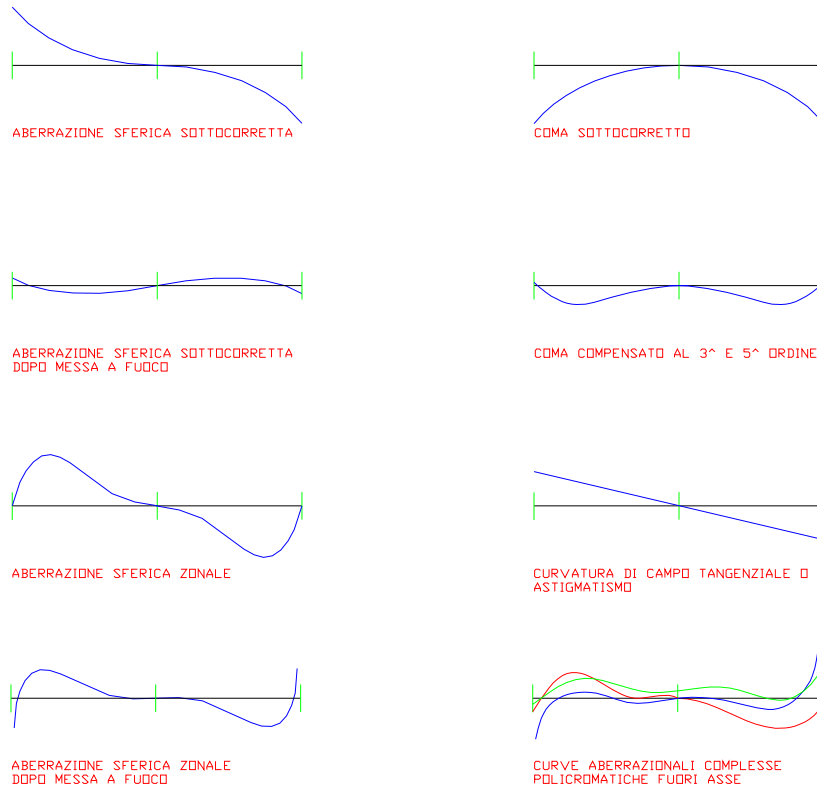 ABERRAZIONE SFERICA SOTTOCORRETTA
COMA SOTTOCORRETTO
ABERRAZIONE SFERICA SOTTOCORRETTA
DOPO MESSA A FUOCO
COMA COMPENSATO AL 3^ E 5^ ORDINE
ABERRAZIONE SFERICA ZONALE
CURVATURA DI CAMPO TANGENZIALE O
ASTIGMATISMO
ABERRAZIONE SFERICA ZONALE
DOPO MESSA A FUOCO
CURVE ABERRAZIONALI COMPLESSE
POLICROMATICHE FUORI ASSE